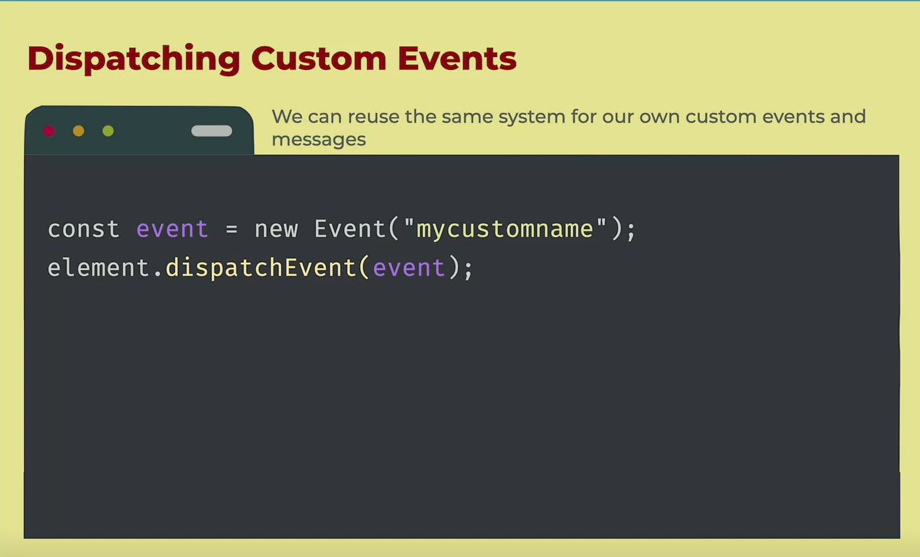 Dispatching Custom Events
We can reuse the same system for our own custom events and
messages
const event = new Event("mycustomname");
element.dispatchEvent(event);